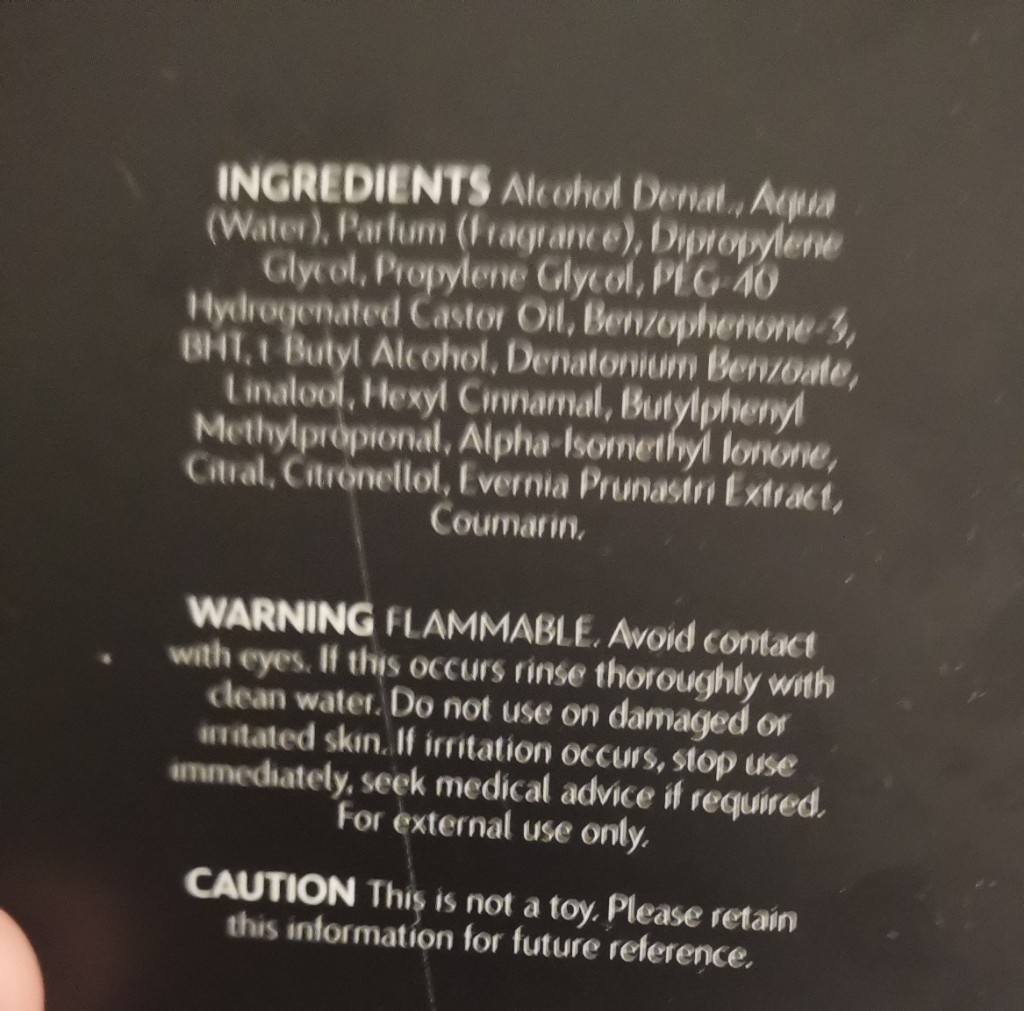 INGREDIENTS Alcohol Denat., Aqua
(Water), Parfum (Fragrance), Dipropylene
Glycol, Propylene Glycol, PEG-40
Hydrogenated Castor Oil, Benzophenone-3,
BHT, t-Butyl Alcohol, Denatonium Benzoate,
Linalool, Hexyl Cinnamal, Butylphenyl
Methylpropional, Alpha-Isomethyl Ionone,
Citral, Citronellol, Evernia Prunastri Extract,
Coumarin.
WARNING FLAMMABLE. Avoid contact
with eyes. If this occurs rinse thoroughly with
clean water. Do not use on damaged or
irritated skin. If irritation occurs, stop use
immediately, seek medical advice if required.
For external use only.
CAUTION This is not a toy. Please retain
this information for future reference.